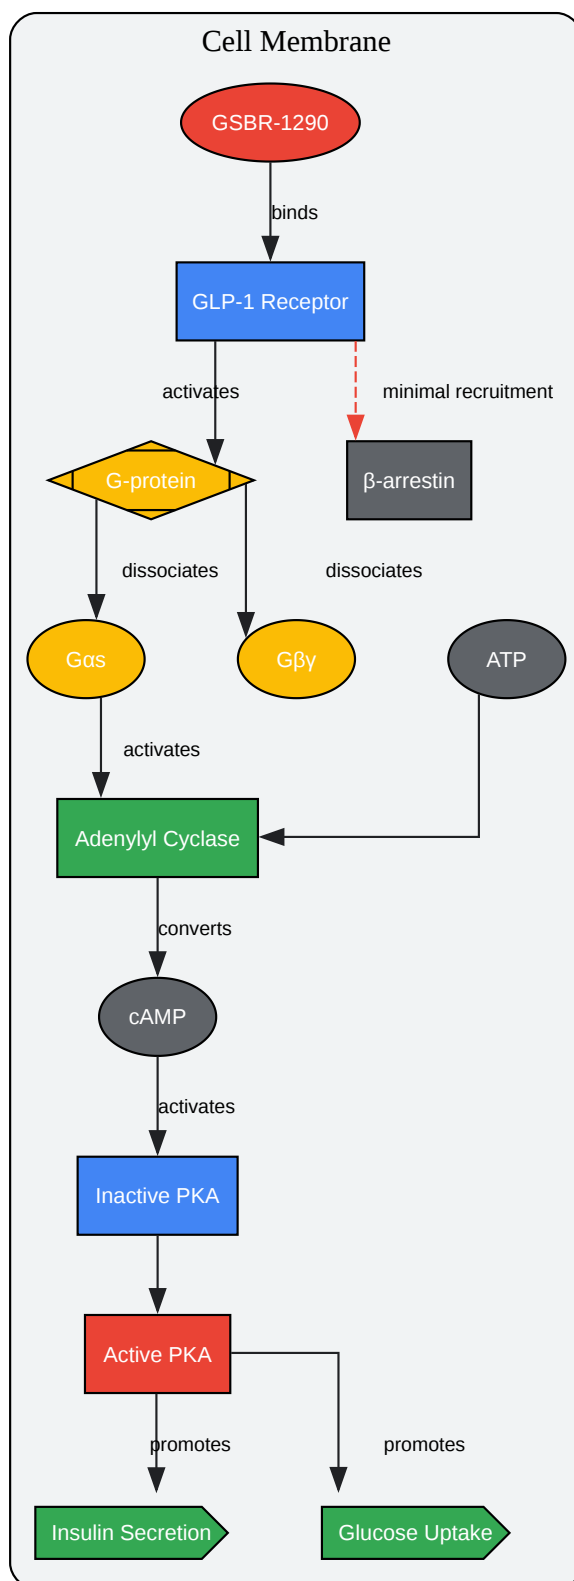 Cell Membrane
GSBR-1290
binds
GLP-1 Receptor
activates
minimal recruitment
G-protein
β-arrestin
dissociates
dissociates
Gαs
Gβγ
ATP
activates
Adenylyl Cyclase
converts
cAMP
activates
Inactive PKA
Active PKA
promotes
promotes
Insulin Secretion
Glucose Uptake